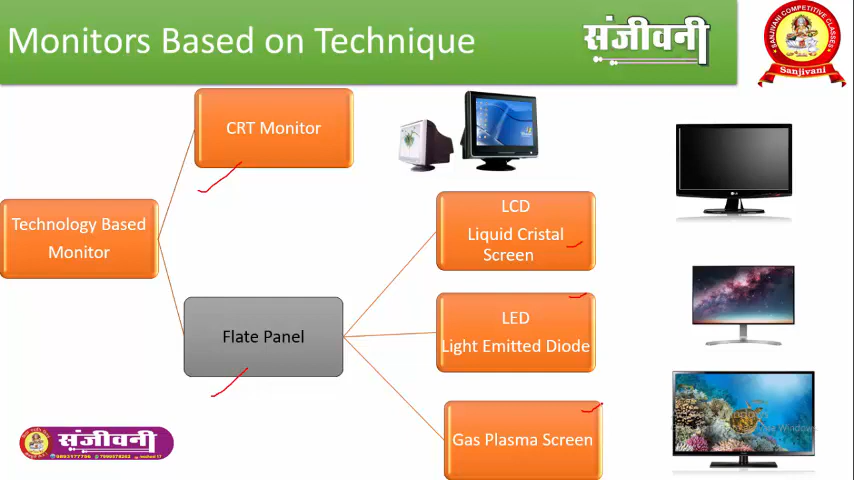 Monitors Based on Technique
संजीवनी
SANJIVANI COMPETITIVE CLASSES
Sanjivani
CRT Monitor
Technology Based
Monitor
LCD
Liquid Cristal
Screen
Flate Panel
LED
Light Emitted Diode
Gas Plasma Screen
संजीवनी